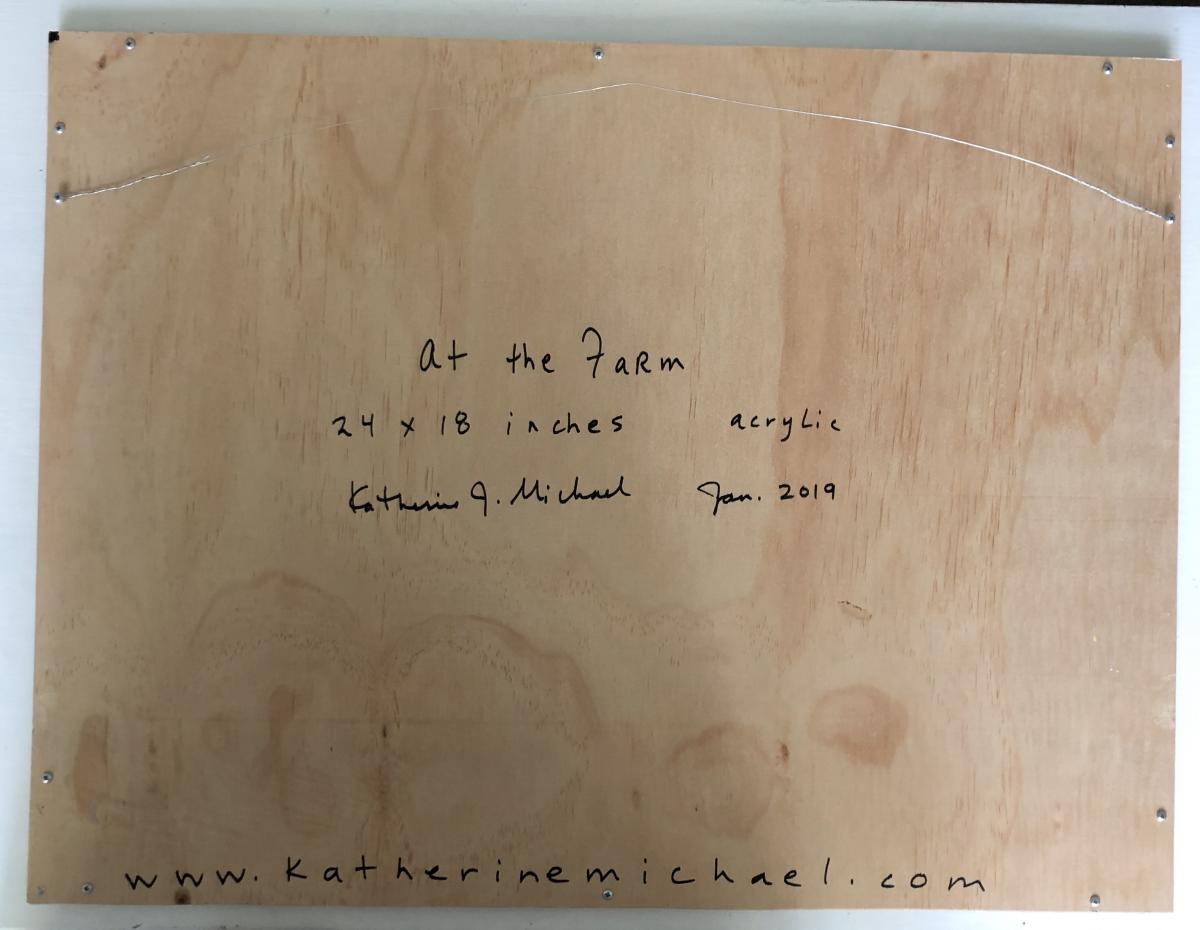 at the FaRm
24 x 18 inches acrylic
Katherine J. Michael Jan. 2019
www.katherinemichael.com